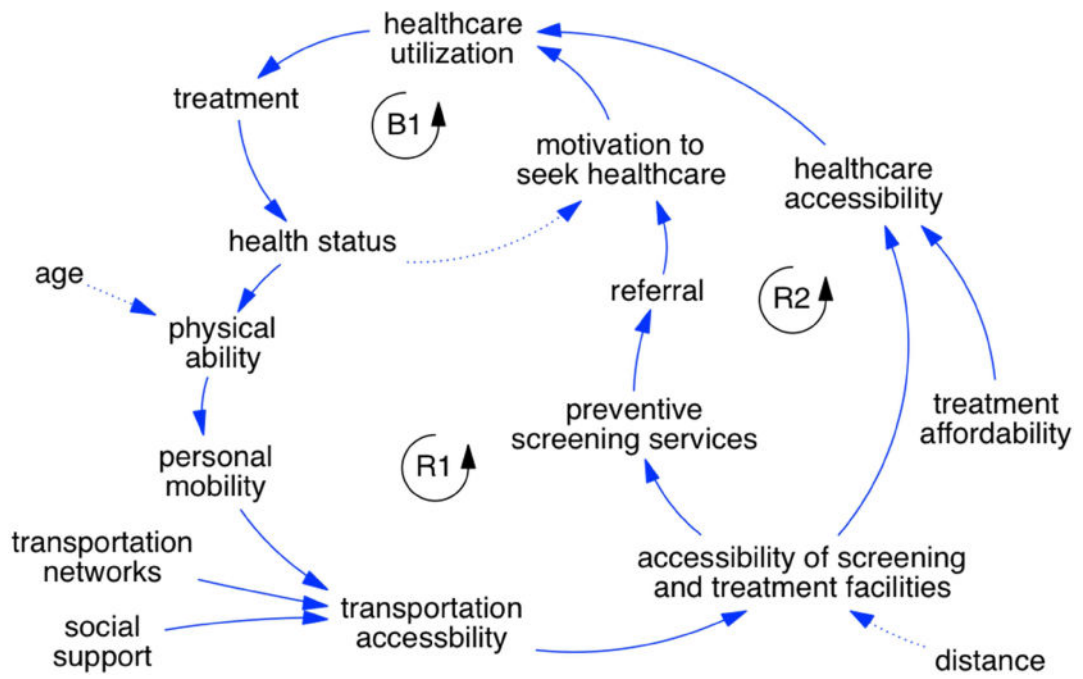 healthcare
utilization
treatment
B1
motivation to
seek healthcare
healthcare
accessibility
health status
age
referral
R2
physical
ability
preventive
screening services
treatment
affordability
R1
personal
mobility
transportation
networks
accessibility of screening
and treatment facilities
transportation
accessbility
social
support
distance